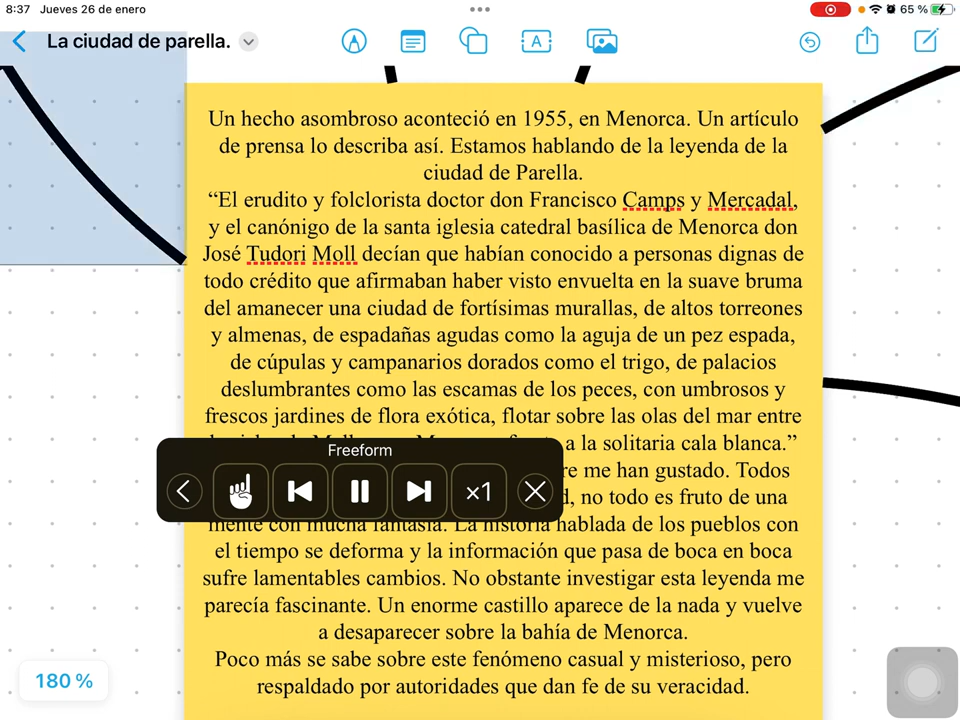 8:37 Jueves 26 de enero
65 %
La ciudad de parella.
A
Un hecho asombroso aconteció en 1955, en Menorca. Un artículo
de prensa lo describa así. Estamos hablando de la leyenda de la
ciudad de Parella.
“El erudito y folclorista doctor don Francisco Camps y Mercadal,
y el canónigo de la santa iglesia catedral basílica de Menorca don
José Tudori Moll decían que habían conocido a personas dignas de
todo crédito que afirmaban haber visto envuelta en la suave bruma
del amanecer una ciudad de fortísimas murallas, de altos torreones
y almenas, de espadañas agudas como la aguja de un pez espada,
de cúpulas y campanarios dorados como el trigo, de palacios
deslumbrantes como las escamas de los peces, con umbrosos y
frescos jardines de flora exótica, flotar sobre las olas del mar entre
a la solitaria cala blanca.”
Freeform
re me han gustado. Todos
×1
d, no todo es fruto de una
mente con mucha fantasía. La historia hablada de los pueblos con
el tiempo se deforma y la información que pasa de boca en boca
sufre lamentables cambios. No obstante investigar esta leyenda me
parecía fascinante. Un enorme castillo aparece de la nada y vuelve
a desaparecer sobre la bahía de Menorca.
Poco más se sabe sobre este fenómeno casual y misterioso, pero
respaldado por autoridades que dan fe de su veracidad.
180 %